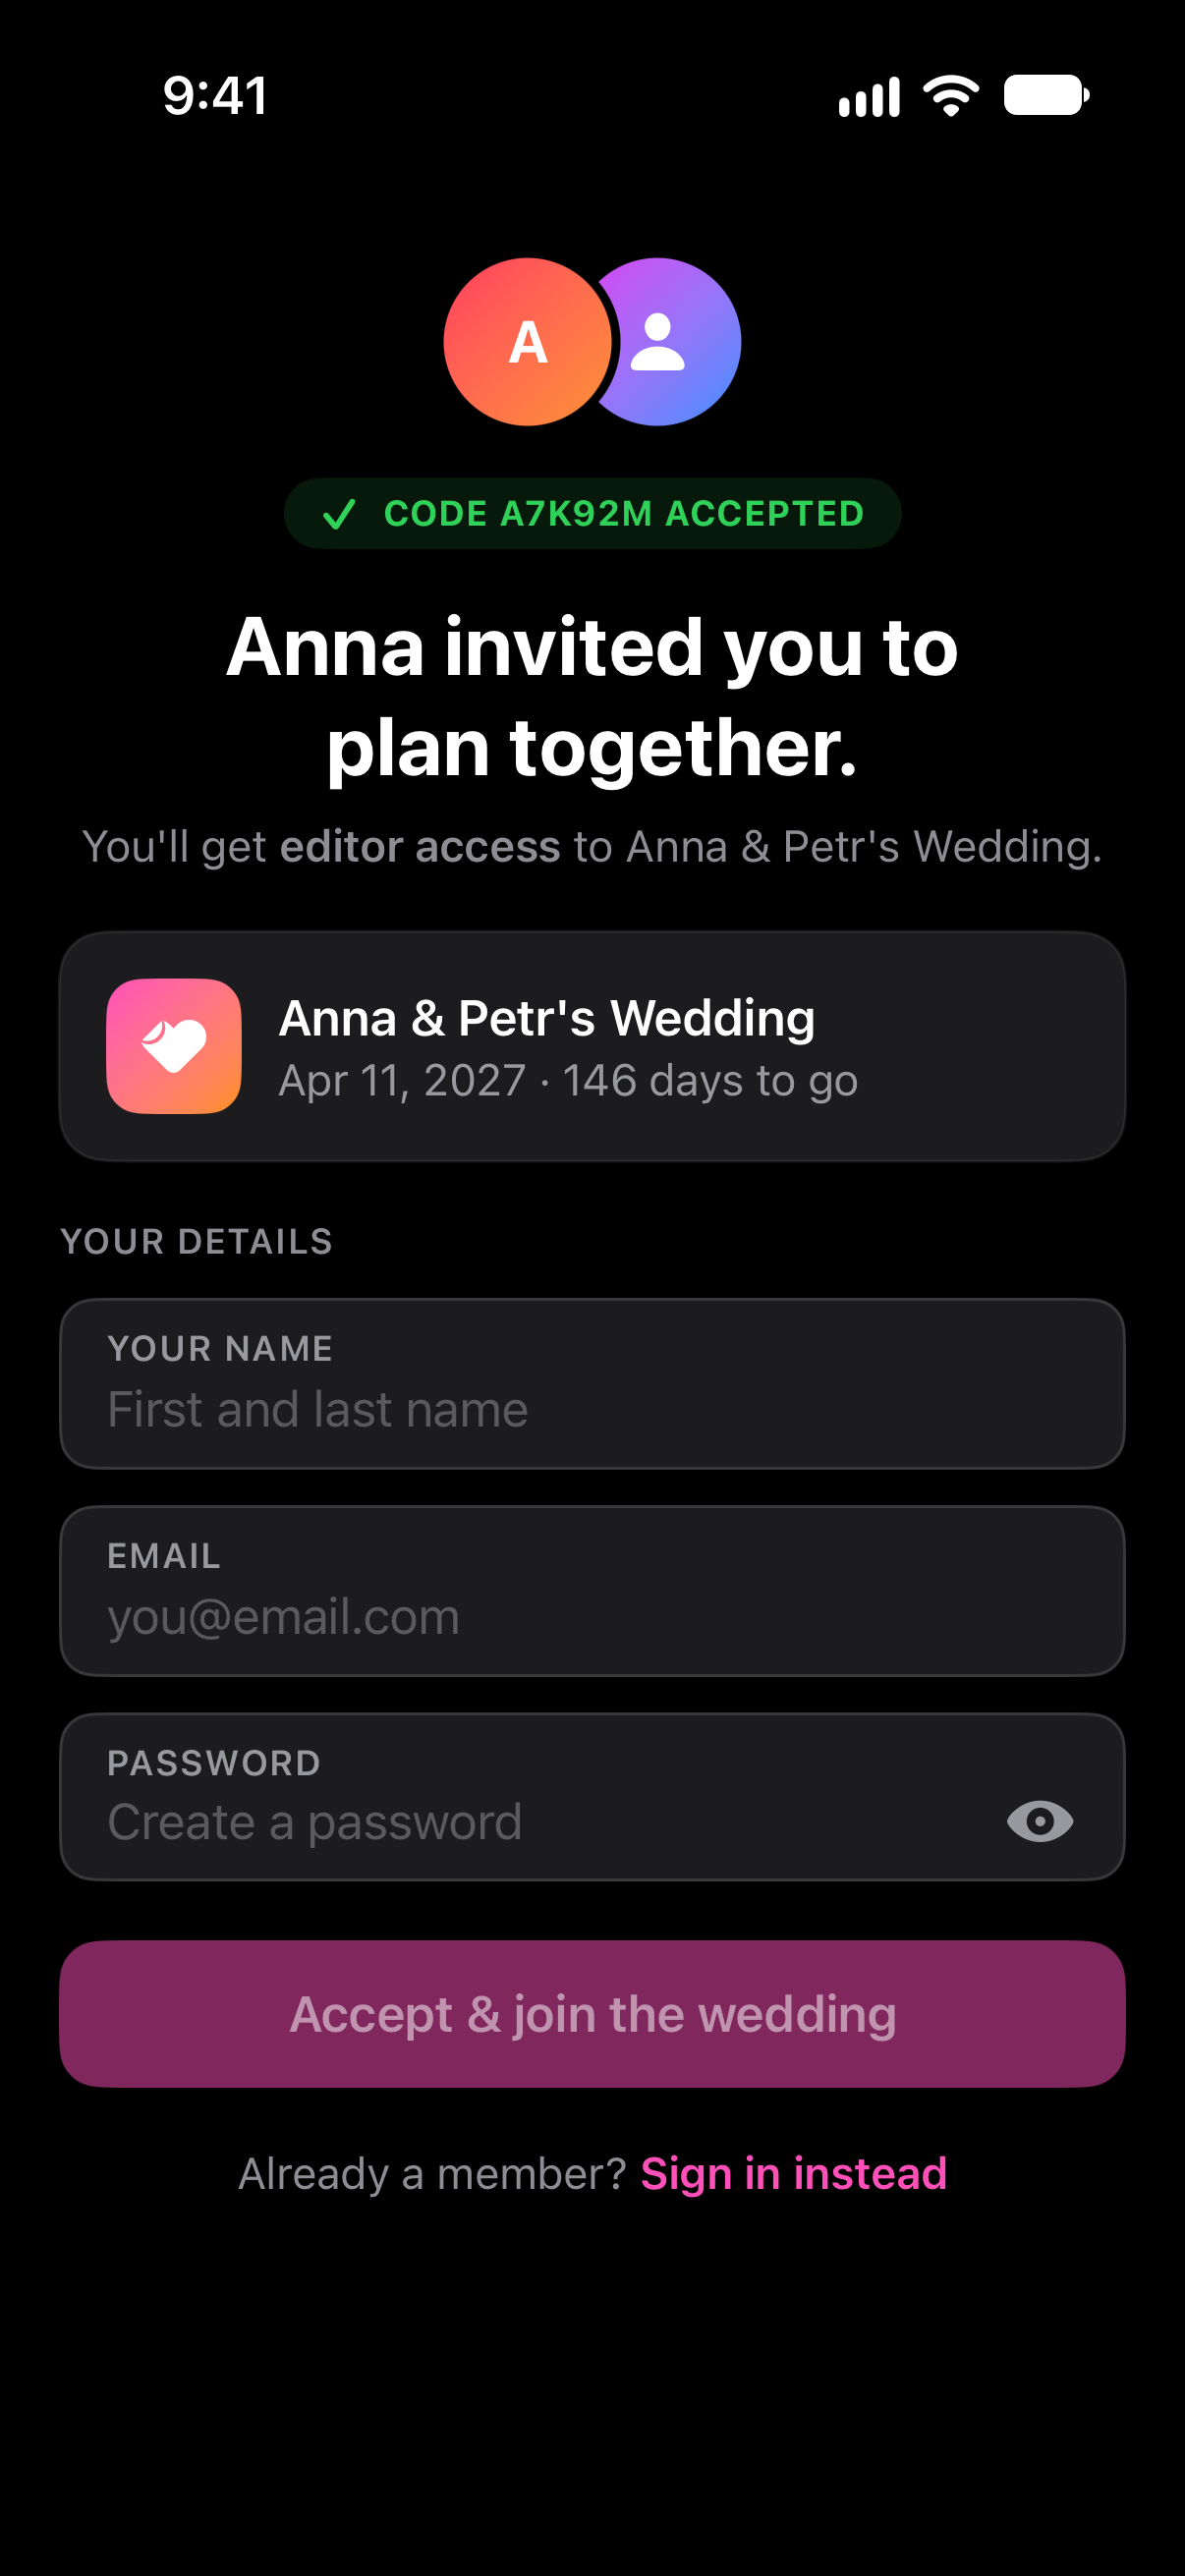 9:41
A
CODE A7K92M ACCEPTED
Anna invited you to
plan together.
You'll get editor access to Anna & Petr's Wedding.
Anna & Petr's Wedding
Apr 11, 2027 · 146 days to go
YOUR DETAILS
YOUR NAME
First and last name
EMAIL
you@email.com
PASSWORD
Create a password
Accept & join the wedding
Already a member? Sign in instead